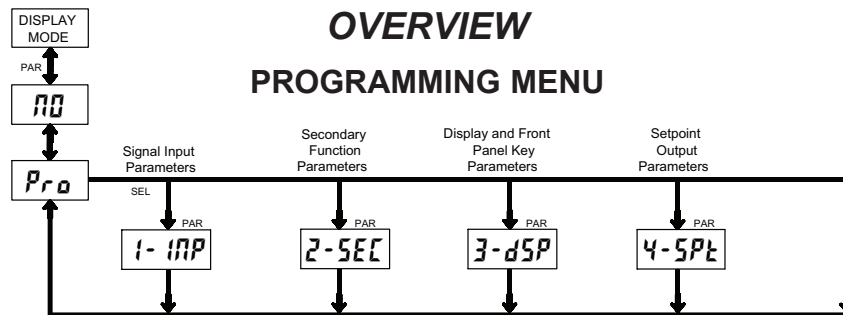 DISPLAY
MODE
OVERVIEW
PAR
PROGRAMMING MENU
NO
Pro
Signal Input
Parameters
Secondary
Function
Parameters
Display and Front
Panel Key
Parameters
Setpoint
Output
Parameters
SEL
PAR
PAR
PAR
PAR
1-INP
2-SEC
3-dSP
4-SPt